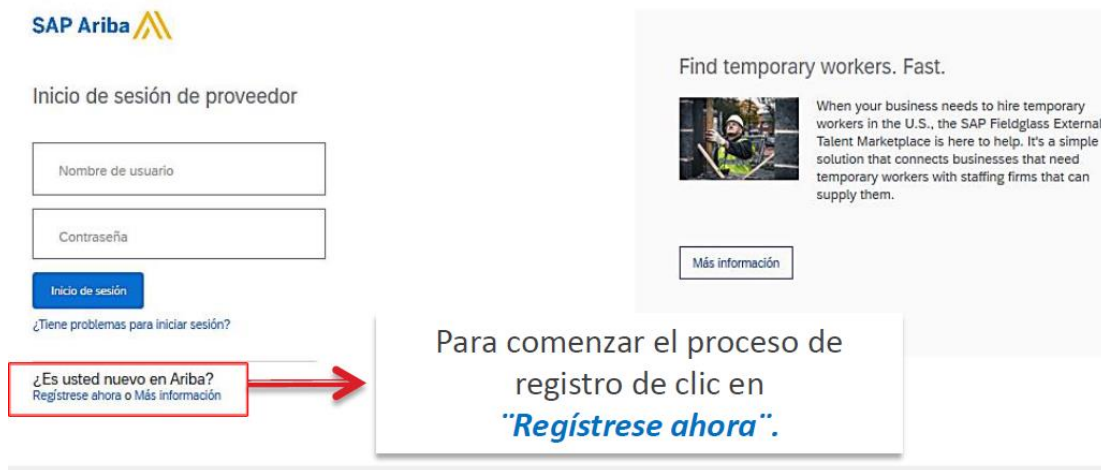 SAP Ariba
Inicio de sesión de proveedor
Nombre de usuario
Contraseña
Inicio de sesión
¿Tiene problemas para iniciar sesión?
¿Es usted nuevo en Ariba?
Regístrese ahora o Más información
Find temporary workers. Fast.
When your business needs to hire temporary
workers in the U.S., the SAP Fieldglass External
Talent Marketplace is here to help. It's a simple
solution that connects businesses that need
temporary workers with staffing firms that can
supply them.
Más información
Para comenzar el proceso de
registro de clic en
¨Regístrese ahora¨.